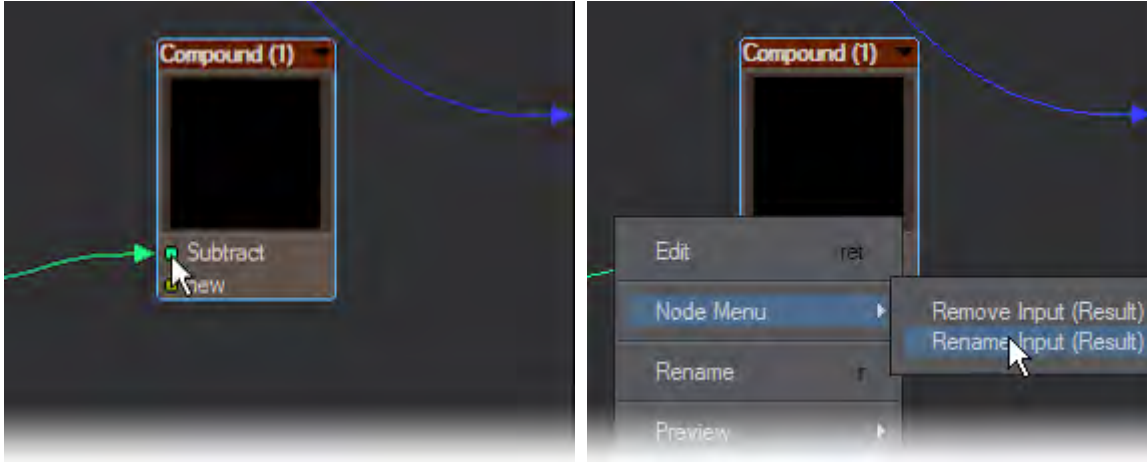 Compound (1)
Subtract
new
Compound (1)
Edit ret
Node Menu
Remove Input (Result)
Rename Input (Result)
Rename r
Preview